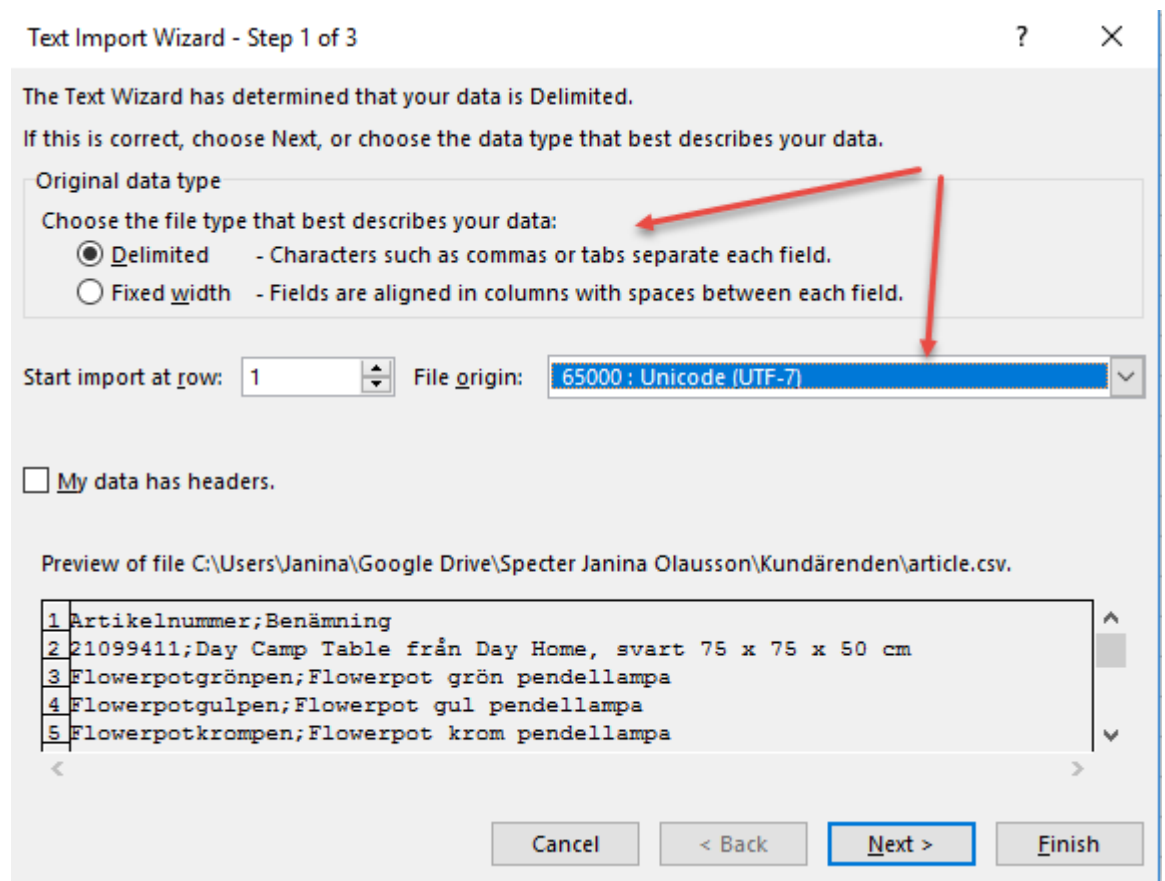 Text Import Wizard - Step 1 of 3 ?
The Text Wizard has determined that your data is Delimited.
If this is correct, choose Next, or choose the data type that best describes your data.
Original data type
Choose the file type that best describes your data:
Delimited - Characters such as commas or tabs separate each field.
Fixed width - Fields are aligned in columns with spaces between each field.
Start import at row: 1 File origin: 65000 : Unicode (UTF-7)
My data has headers.
Preview of file C:\Users\Janina\Google Drive\Specter Janina Olausson\Kundärenden\article.csv.
1 Artikelnummer;Benämning
2 21099411;Day Camp Table från Day Home, svart 75 x 75 x 50 cm
3 Flowerpotgrönpen;Flowerpot grön pendellampa
4 Flowerpotgulpen;Flowerpot gul pendellampa
5 Flowerpotkrompen;Flowerpot krom pendellampa
Cancel < Back Next > Finish